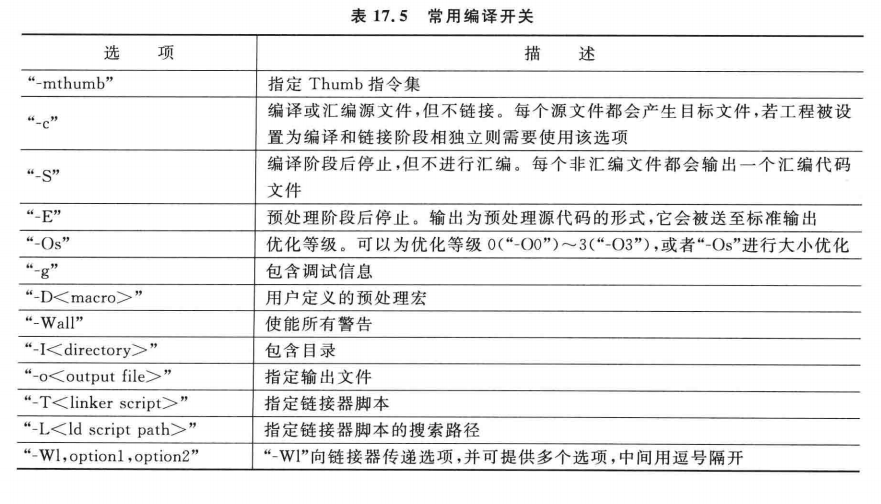 表 17.5 常用编译开关
选 项 描 述
“-mthumb” 指定 Thumb 指令集
“-c” 编译或汇编源文件,但不链接。每个源文件都会产生目标文件,若工程被设
置为编译和链接阶段相独立则需要使用该选项
“-S” 编译阶段后停止,但不进行汇编。每个非汇编文件都会输出一个汇编代码
文件
“-E” 预处理阶段后停止。输出为预处理源代码的形式,它会被送至标准输出
“-Os” 优化等级。可以为优化等级 0(“-O0”)～3(“-O3”),或者“-Os”进行大小优化
“-g” 包含调试信息
“-D<macro>” 用户定义的预处理宏
“-Wall” 使能所有警告
“-I<directory>” 包含目录
“-o<output file>” 指定输出文件
“-T<linker script>” 指定链接器脚本
“-L<ld script path>” 指定链接器脚本的搜索路径
“-Wl,option1,option2” “-Wl”向链接器传递选项,并可提供多个选项,中间用逗号隔开